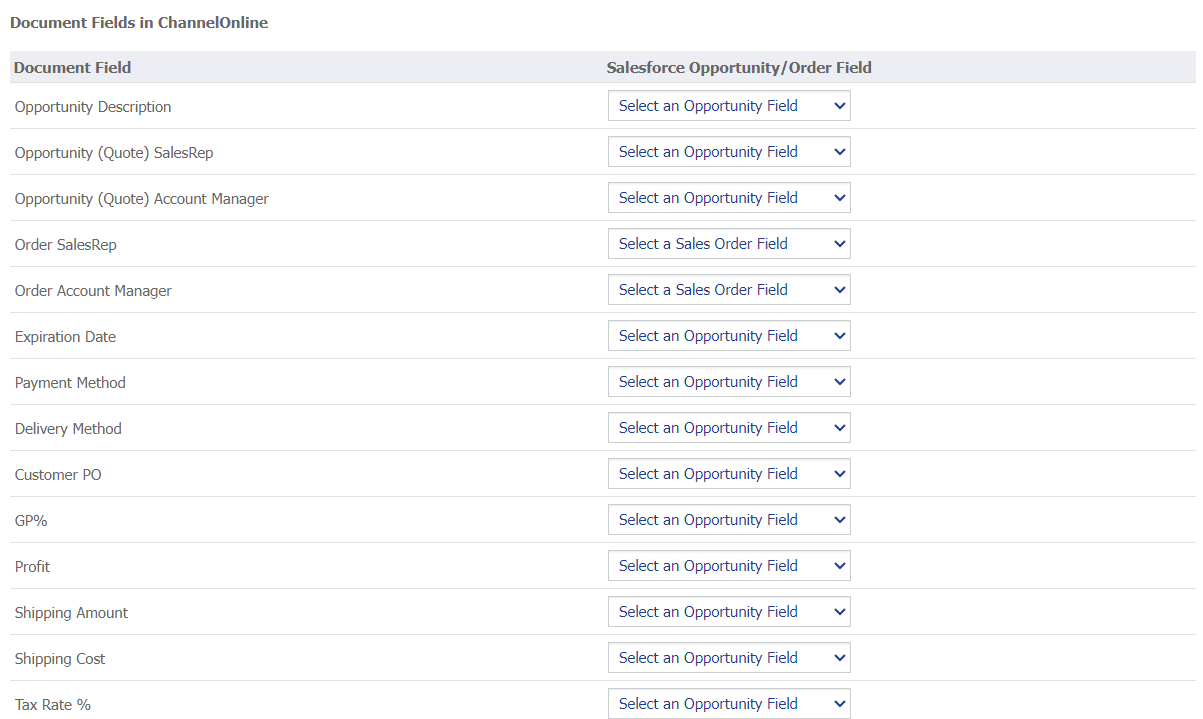 Document Fields in ChannelOnline
Document Field Salesforce Opportunity/Order Field
Opportunity Description Select an Opportunity Field
Opportunity (Quote) SalesRep Select an Opportunity Field
Opportunity (Quote) Account Manager Select an Opportunity Field
Order SalesRep Select a Sales Order Field
Order Account Manager Select a Sales Order Field
Expiration Date Select an Opportunity Field
Payment Method Select an Opportunity Field
Delivery Method Select an Opportunity Field
Customer PO Select an Opportunity Field
GP% Select an Opportunity Field
Profit Select an Opportunity Field
Shipping Amount Select an Opportunity Field
Shipping Cost Select an Opportunity Field
Tax Rate % Select an Opportunity Field